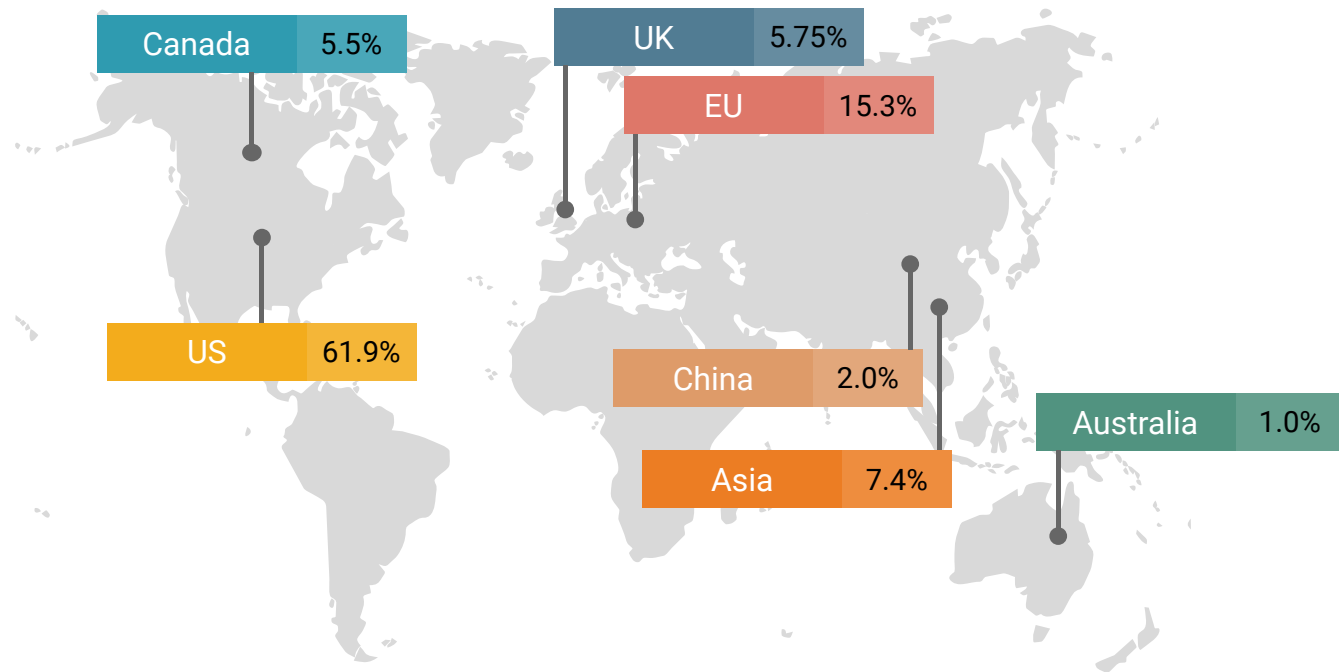 Canada 5.5%
UK 5.75%
EU 15.3%
US 61.9%
China 2.0%
Australia 1.0%
Asia 7.4%